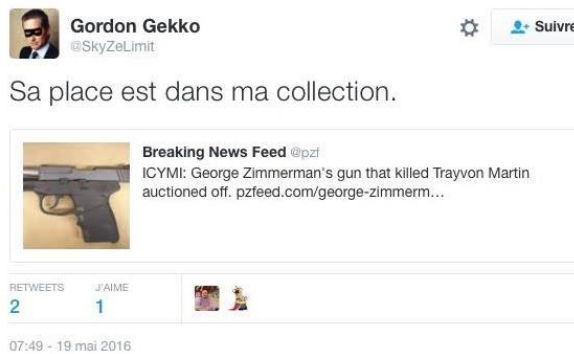 Gordon Gekko
@SkyZeLimit
Suivre
Sa place est dans ma collection.
Breaking News Feed @pzf
ICYMI: George Zimmerman's gun that killed Trayvon Martin
auctioned off. pzfeed.com/george-zimmerm…
RETWEETS J'AIME
2 1
07:49 - 19 mai 2016